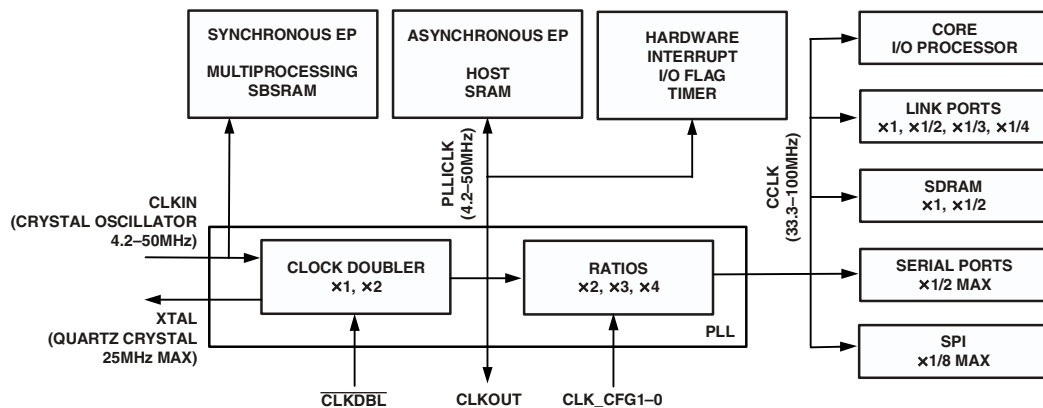 SYNCHRONOUS EP
MULTIPROCESSING
SBSRAM
ASYNCHRONOUS EP
HOST
SRAM
HARDWARE
INTERRUPT
I/O FLAG
TIMER
CORE
I/O PROCESSOR
LINK PORTS
×1, ×1/2, ×1/3, ×1/4
PLLICLK
(4.2–50MHz)
CCLK
(33.3–100MHz)
SDRAM
×1, ×1/2
CLKIN
(CRYSTAL OSCILLATOR
4.2–50MHz)
CLOCK DOUBLER
×1, ×2
RATIOS
×2, ×3, ×4
SERIAL PORTS
×1/2 MAX
XTAL
(QUARTZ CRYSTAL
25MHz MAX)
PLL
SPI
×1/8 MAX
CLKDBL
CLKOUT
CLK_CFG1–0